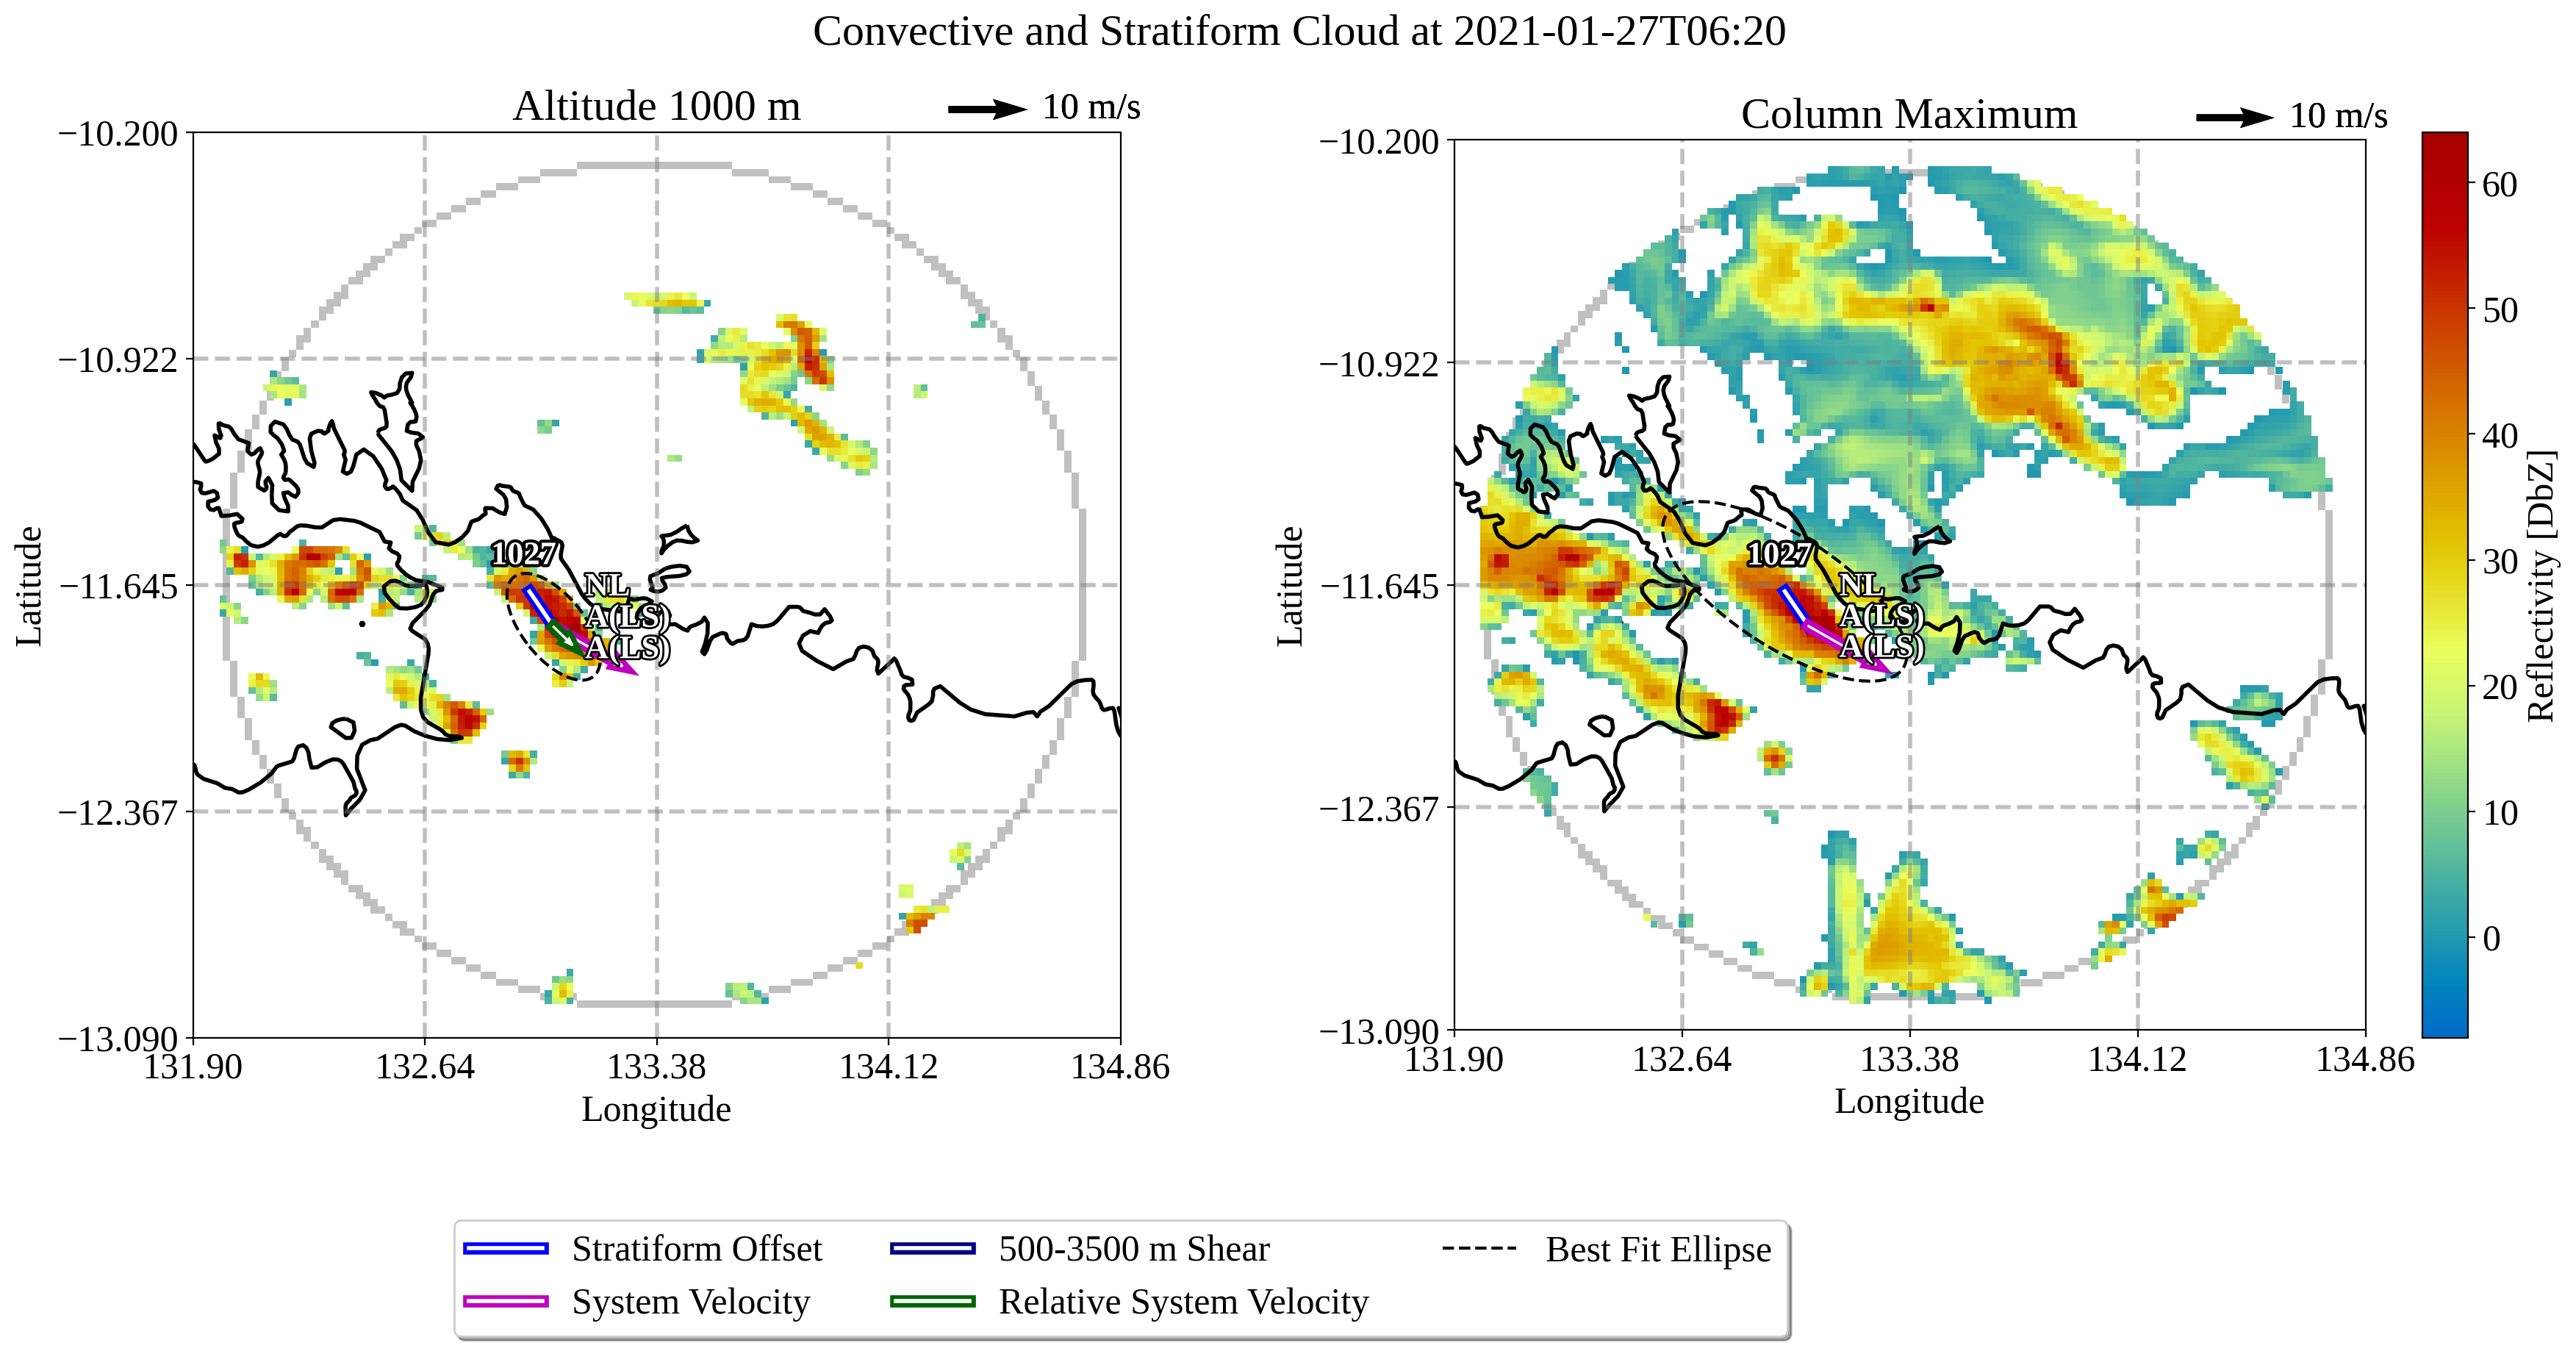 Convective and Stratiform Cloud at 2021-01-27T06:20
Altitude 1000 m
10 m/s
−10.200
−10.922
−11.645
−12.367
−13.090
Latitude
131.90
132.64
133.38
134.12
134.86
Longitude
1027
NL
A(LS)
A(LS)
Column Maximum
10 m/s
−10.200
−10.922
−11.645
−12.367
−13.090
Latitude
131.90
132.64
133.38
134.12
134.86
Longitude
1027
NL
A(LS)
A(LS)
60
50
40
30
20
10
0
Reflectivity [DbZ]
Stratiform Offset
System Velocity
500-3500 m Shear
Relative System Velocity
Best Fit Ellipse